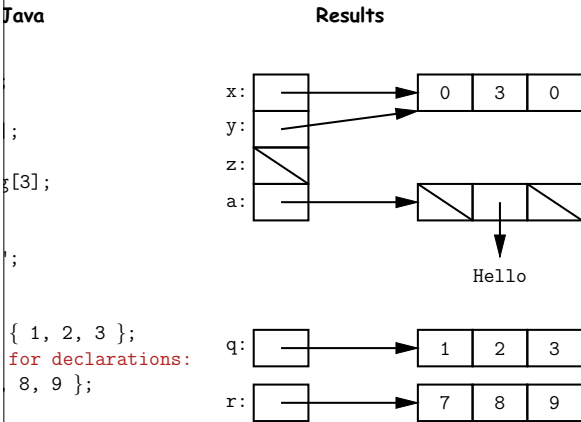 Java
Results
;
x: 0 3 0
];
y:
z:
g[3];
a:
";
Hello
{ 1, 2, 3 };
q: 1 2 3
for declarations:
, 8, 9 };
r: 7 8 9